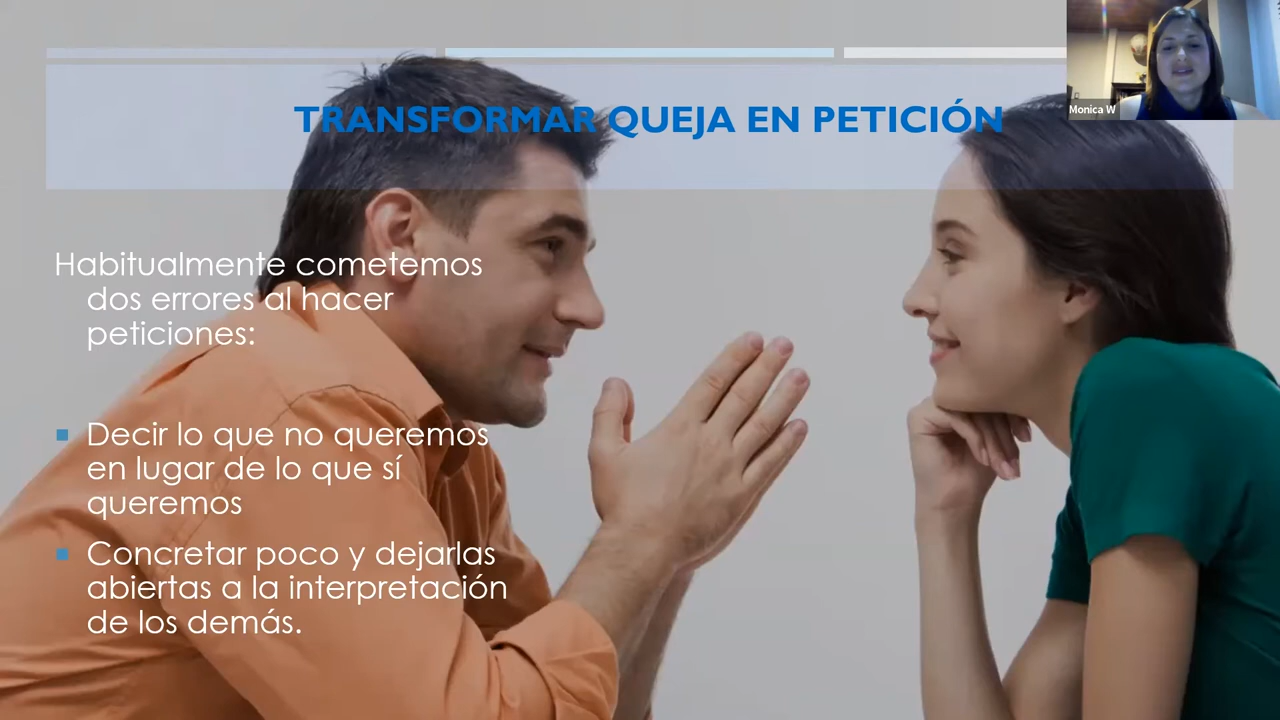 TRANSFORMAR QUEJA EN PETICIÓN
Monica W
Habitualmente cometemos
dos errores al hacer
peticiones:
Decir lo que no queremos
en lugar de lo que sí
queremos
Concretar poco y dejarlas
abiertas a la interpretación
de los demás.